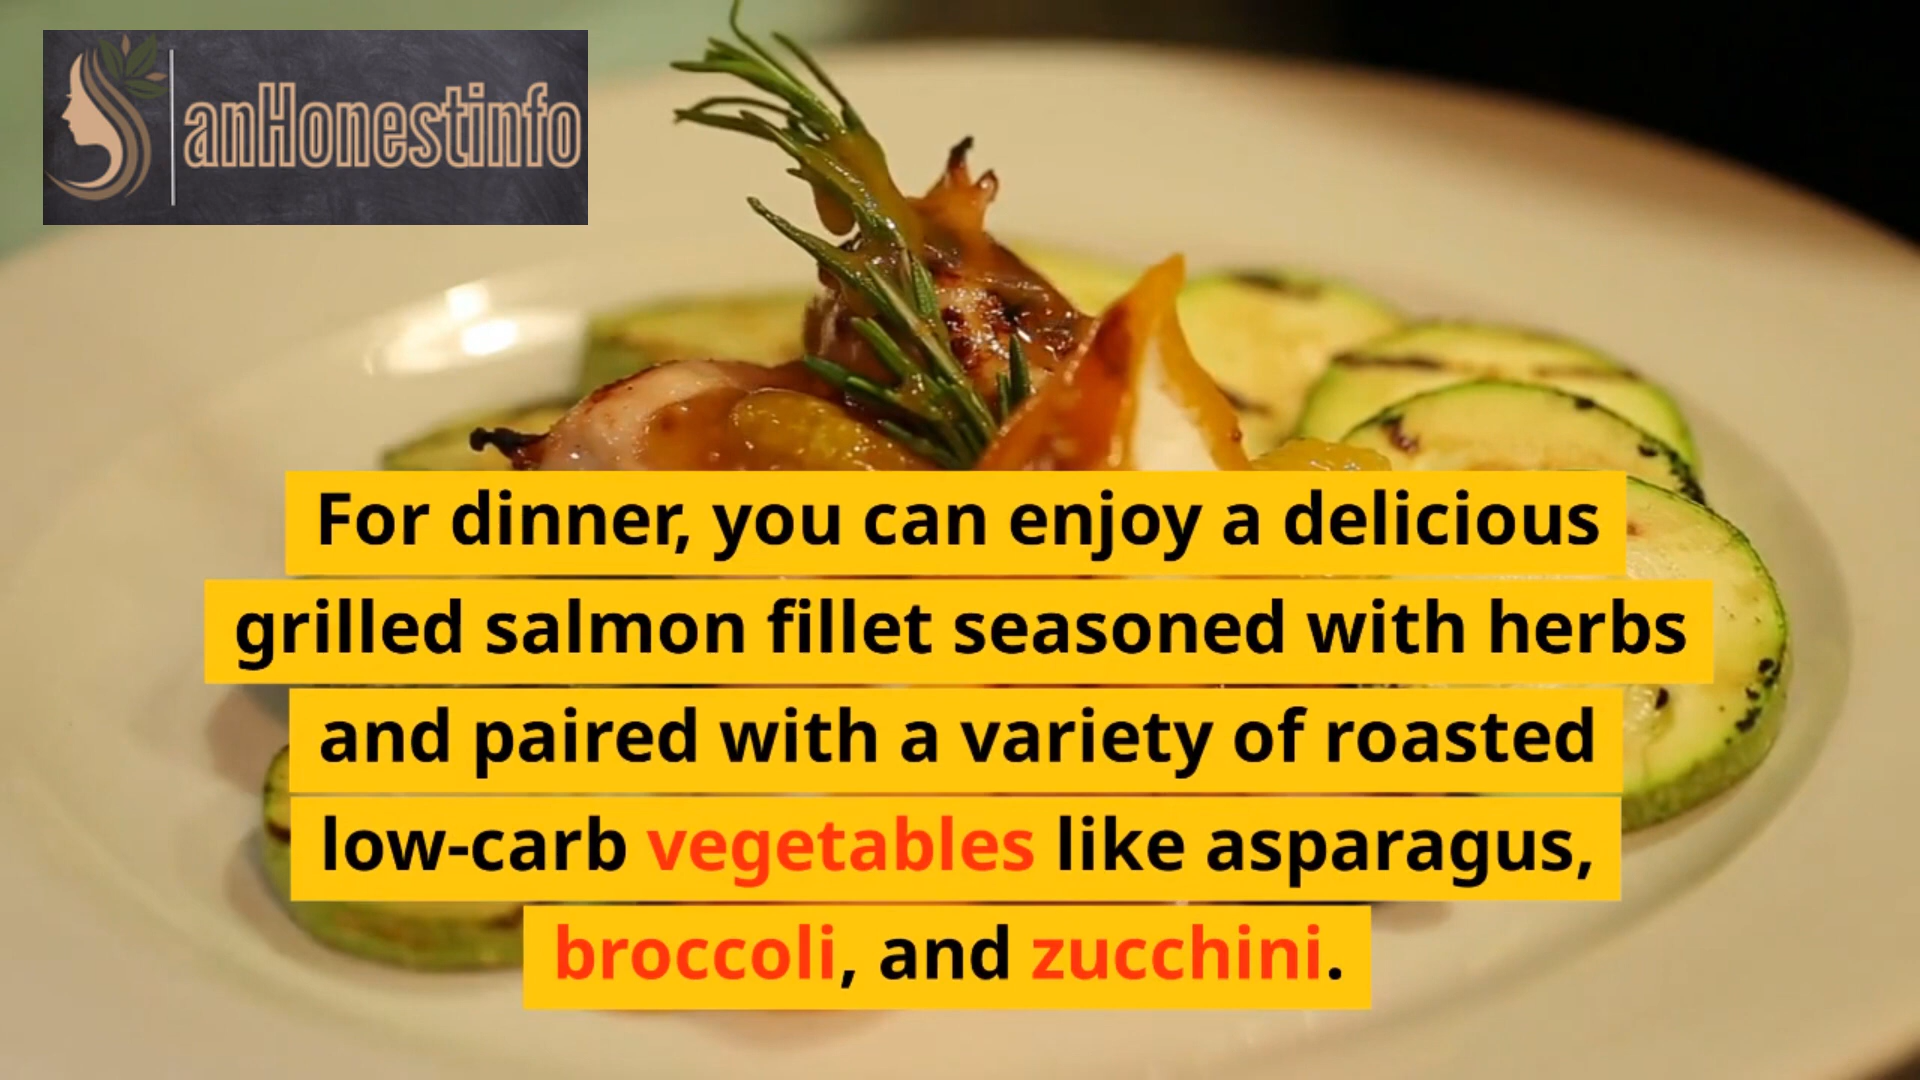 anHonestinfo
For dinner, you can enjoy a delicious
grilled salmon fillet seasoned with herbs
and paired with a variety of roasted
low-carb vegetables like asparagus,
broccoli, and zucchini.